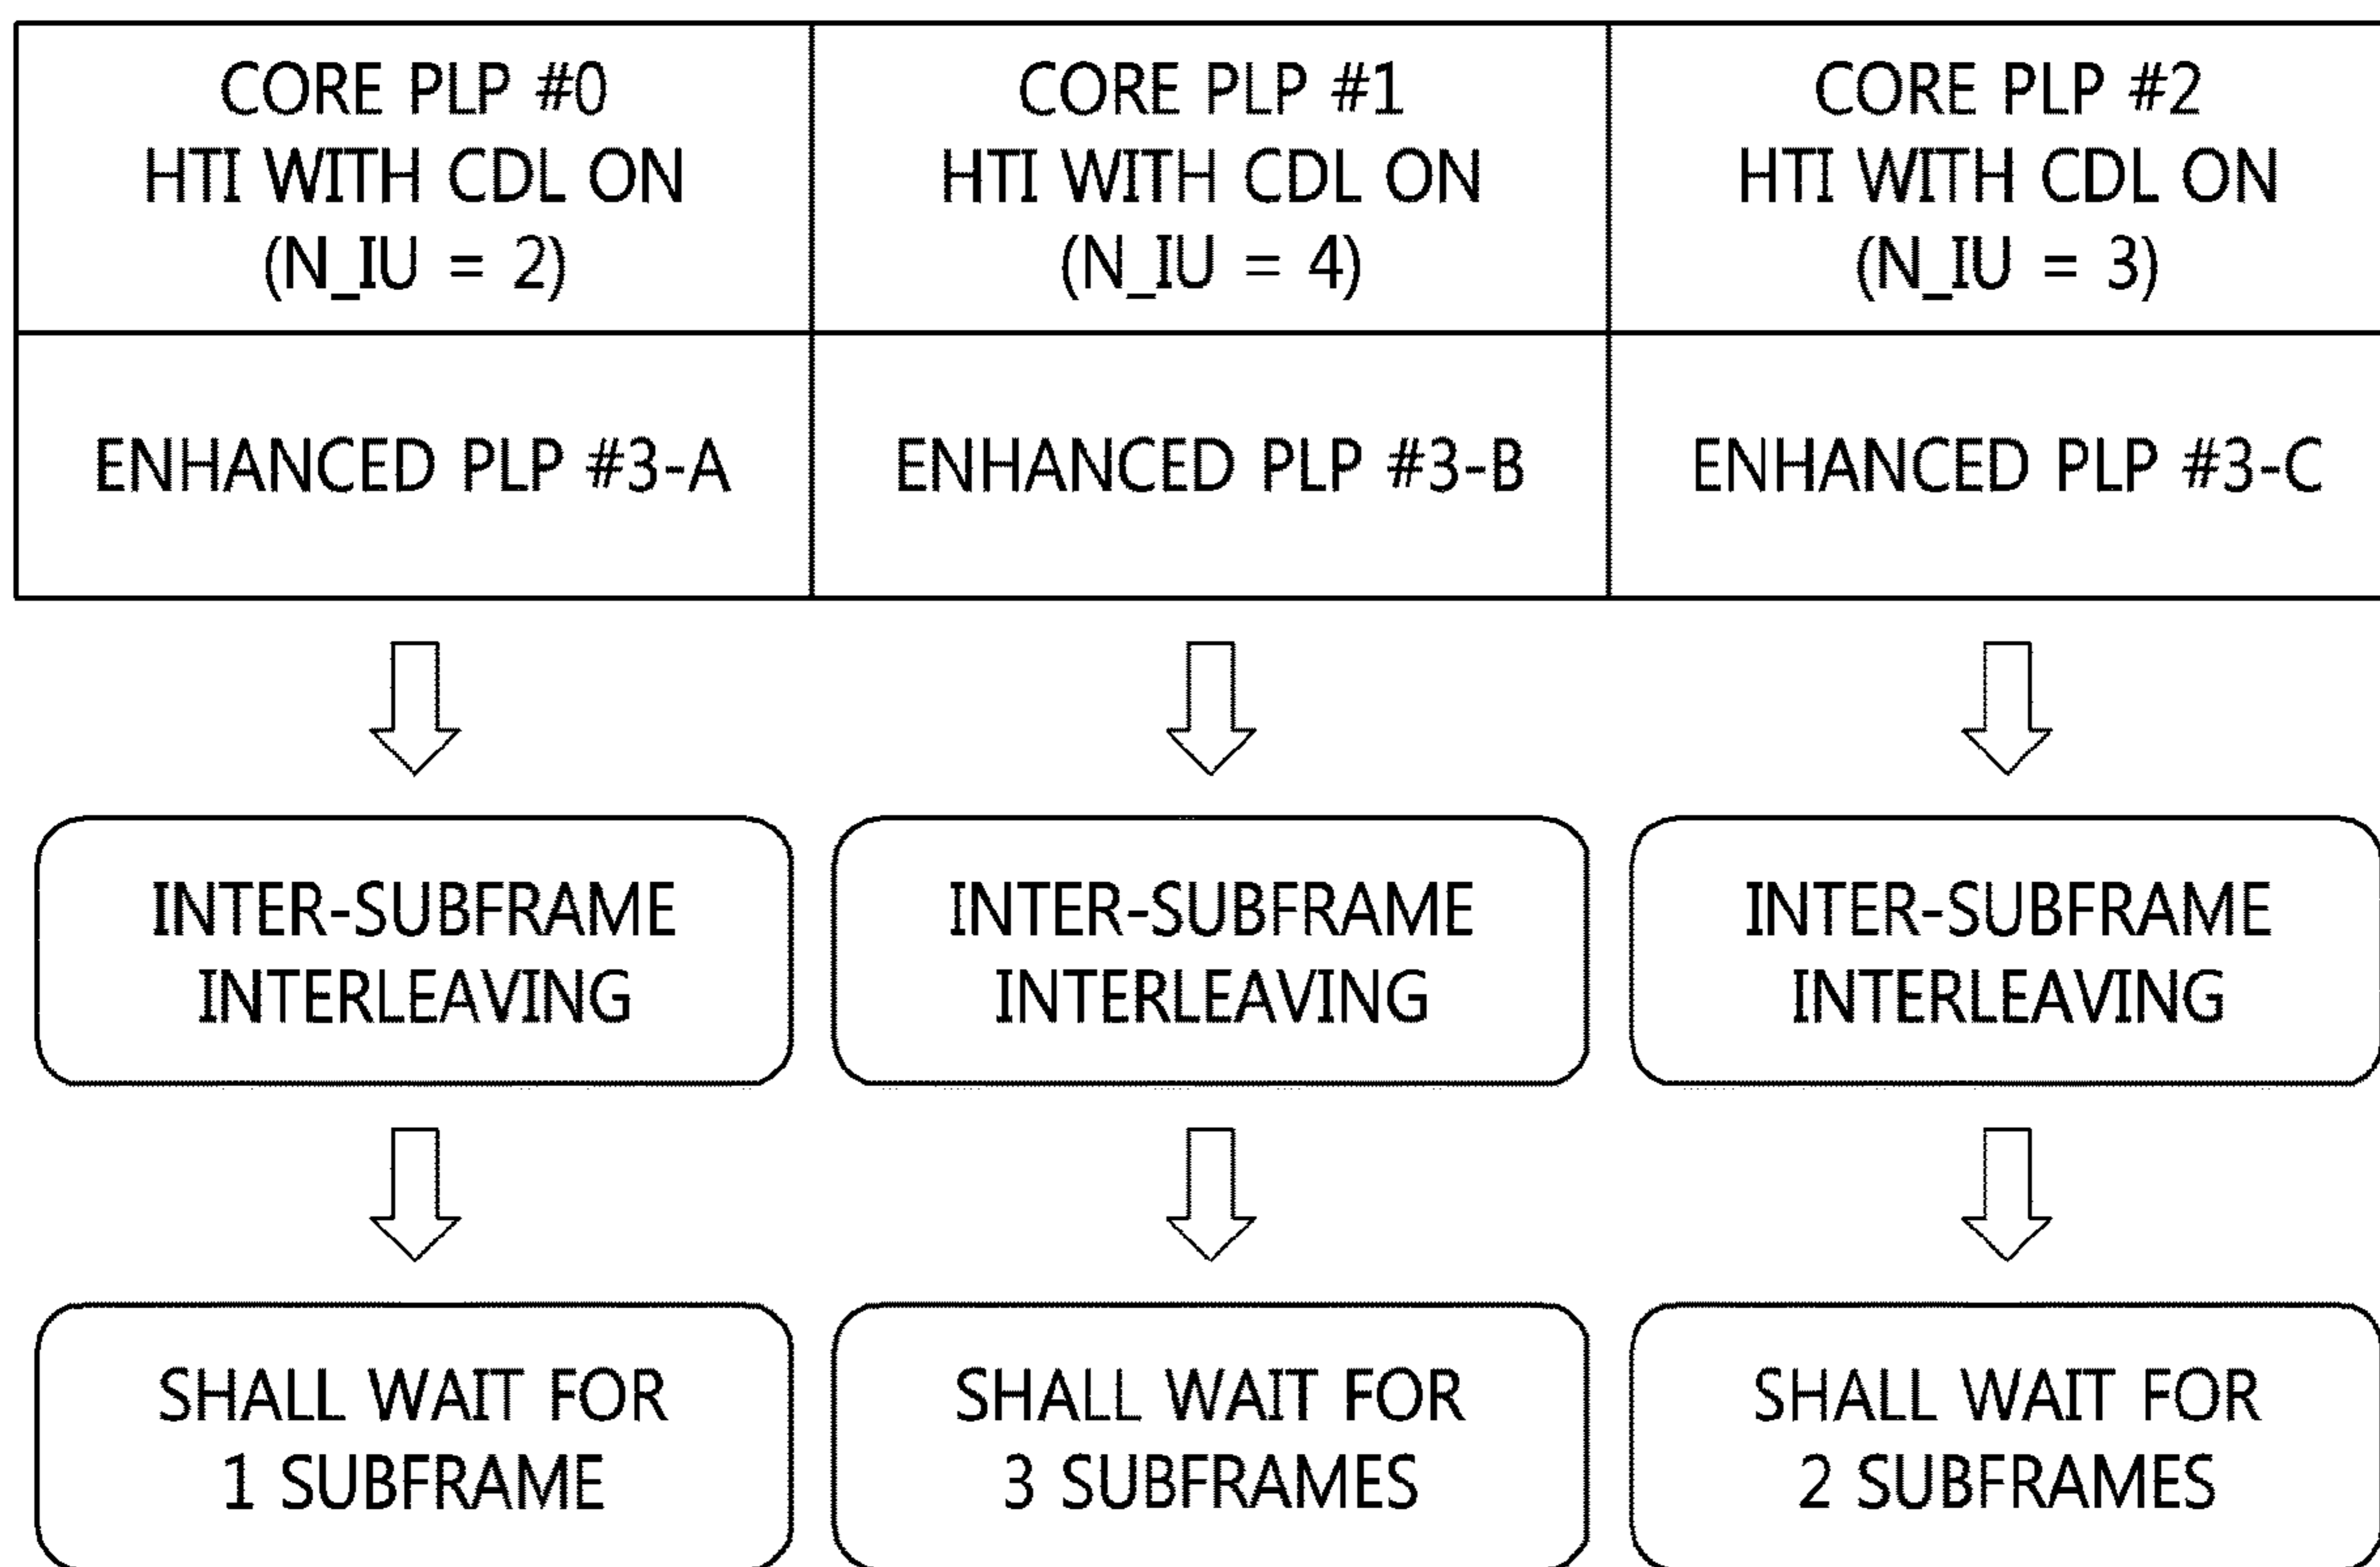 CORE PLP #0
HTI WITH CDL ON
(N_IU = 2)
CORE PLP #1
HTI WITH CDL ON
(N_IU = 4)
CORE PLP #2
HTI WITH CDL ON
(N_IU = 3)
ENHANCED PLP #3-A
ENHANCED PLP #3-B
ENHANCED PLP #3-C
INTER-SUBFRAME
INTERLEAVING
INTER-SUBFRAME
INTERLEAVING
INTER-SUBFRAME
INTERLEAVING
SHALL WAIT FOR
1 SUBFRAME
SHALL WAIT FOR
3 SUBFRAMES
SHALL WAIT FOR
2 SUBFRAMES